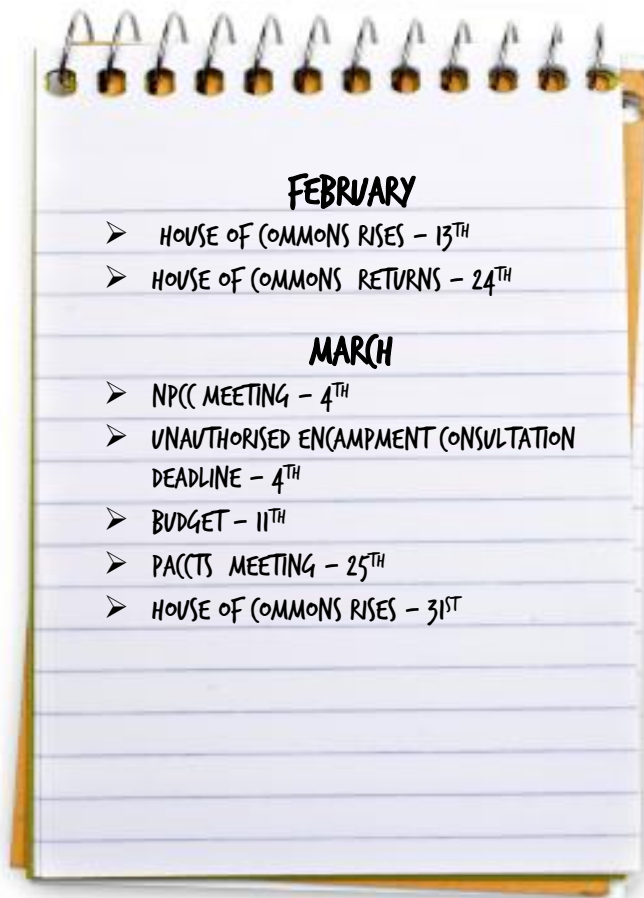 FEBRUARY
➢ HOUSE OF COMMONS RISES – 13TH
➢ HOUSE OF COMMONS RETURNS – 24TH
MARCH
➢ NPCC MEETING – 4TH
➢ UNAUTHORISED ENCAMPMENT CONSULTATION
DEADLINE – 4TH
➢ BUDGET – 11TH
➢ PACCTS MEETING – 25TH
➢ HOUSE OF COMMONS RISES – 31ST